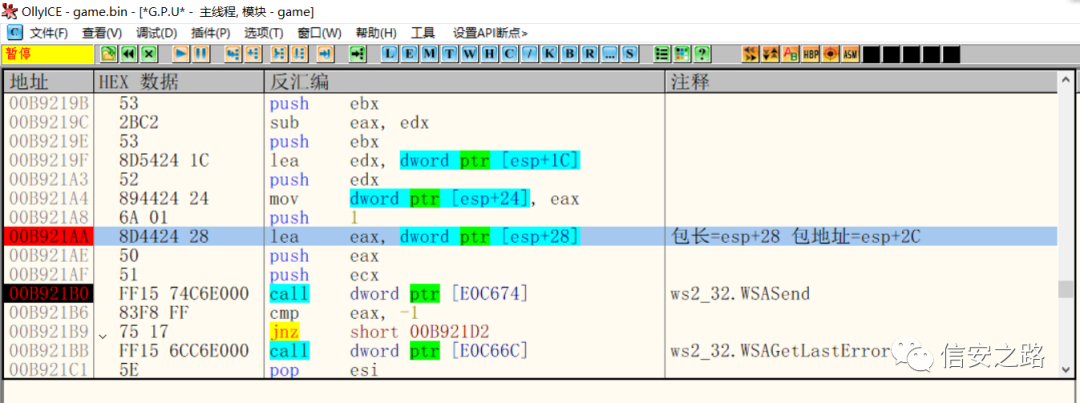 OllyICE - game.bin - [*G.P.U* - 主线程, 模块 - game]
C 文件(F) 查看(V) 调试(D) 插件(P) 选项(T) 窗口(W) 帮助(H) 工具 设置API断点>
暂停 L E M T W H C / K B R ... S ? AB HBP ASM
地址 HEX 数据 反汇编 注释
00B9219B 53 push ebx
00B9219C 2BC2 sub eax, edx
00B9219E 53 push ebx
00B9219F 8D5424 1C lea edx, dword ptr [esp+1C]
00B921A3 52 push edx
00B921A4 894424 24 mov dword ptr [esp+24], eax
00B921A8 6A 01 push 1
00B921AA 8D4424 28 lea eax, dword ptr [esp+28] 包长=esp+28 包地址=esp+2C
00B921AE 50 push eax
00B921AF 51 push ecx
00B921B0 FF15 74C6E000 call dword ptr [E0C674] ws2_32.WSASend
00B921B6 83F8 FF cmp eax, -1
00B921B9 75 17 jnz short 00B921D2
00B921BB FF15 6CC6E000 call dword ptr [E0C66C] ws2_32.WSAGetLastError
00B921C1 5E pop esi
信安之路